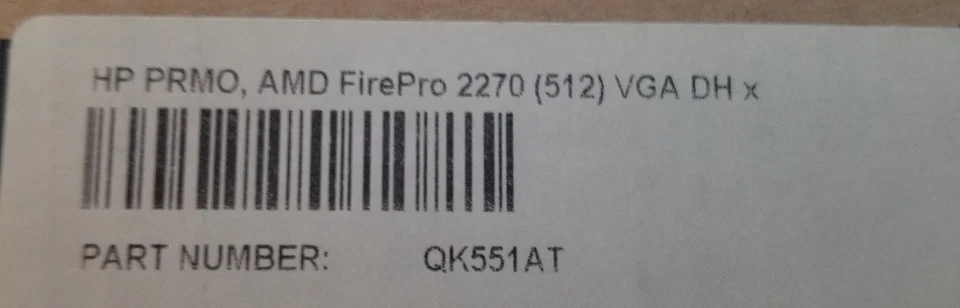 HP PRMO, AMD FirePro 2270 (512) VGA DH x
PART NUMBER: QK551AT